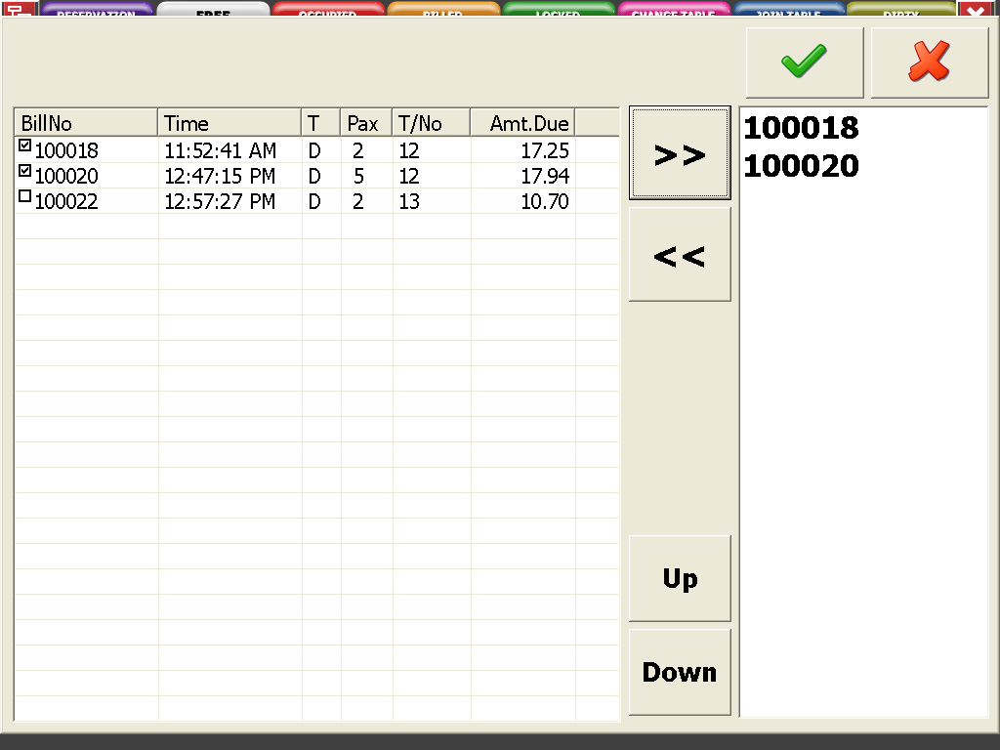 RESERVATION FREE OCCUPIED BILLED LOCKED CHANGE TABLE JOIN TABLE DIRTY
BillNo Time T Pax T/No Amt.Due
100018 11:52:41 AM D 2 12 17.25
100020 12:47:15 PM D 5 12 17.94
100022 12:57:27 PM D 2 13 10.70
>>
<<
Up
Down
100018
100020